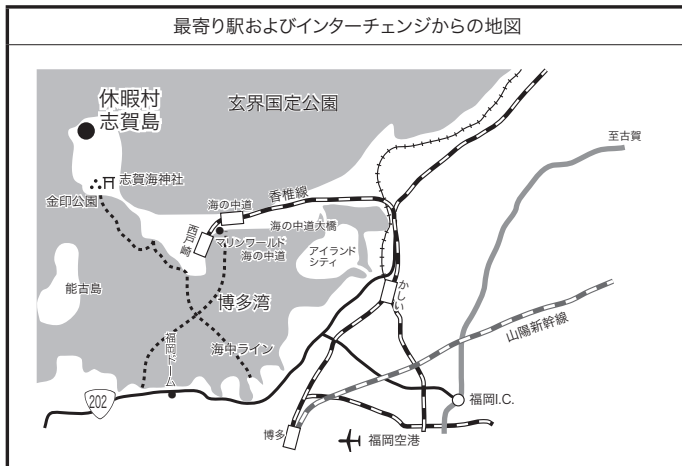 最寄り駅およびインターチェンジからの地図
休暇村
志賀島
玄界国定公園
至古賀
志賀海神社
金印公園
海の中道
香椎線
西戸崎
マリンワールド
海の中道
海の中道大橋
アイランド
シティ
能古島
博多湾
かしい
山陽新幹線
福岡ドーム
海中ライン
202
福岡I.C.
博多
福岡空港